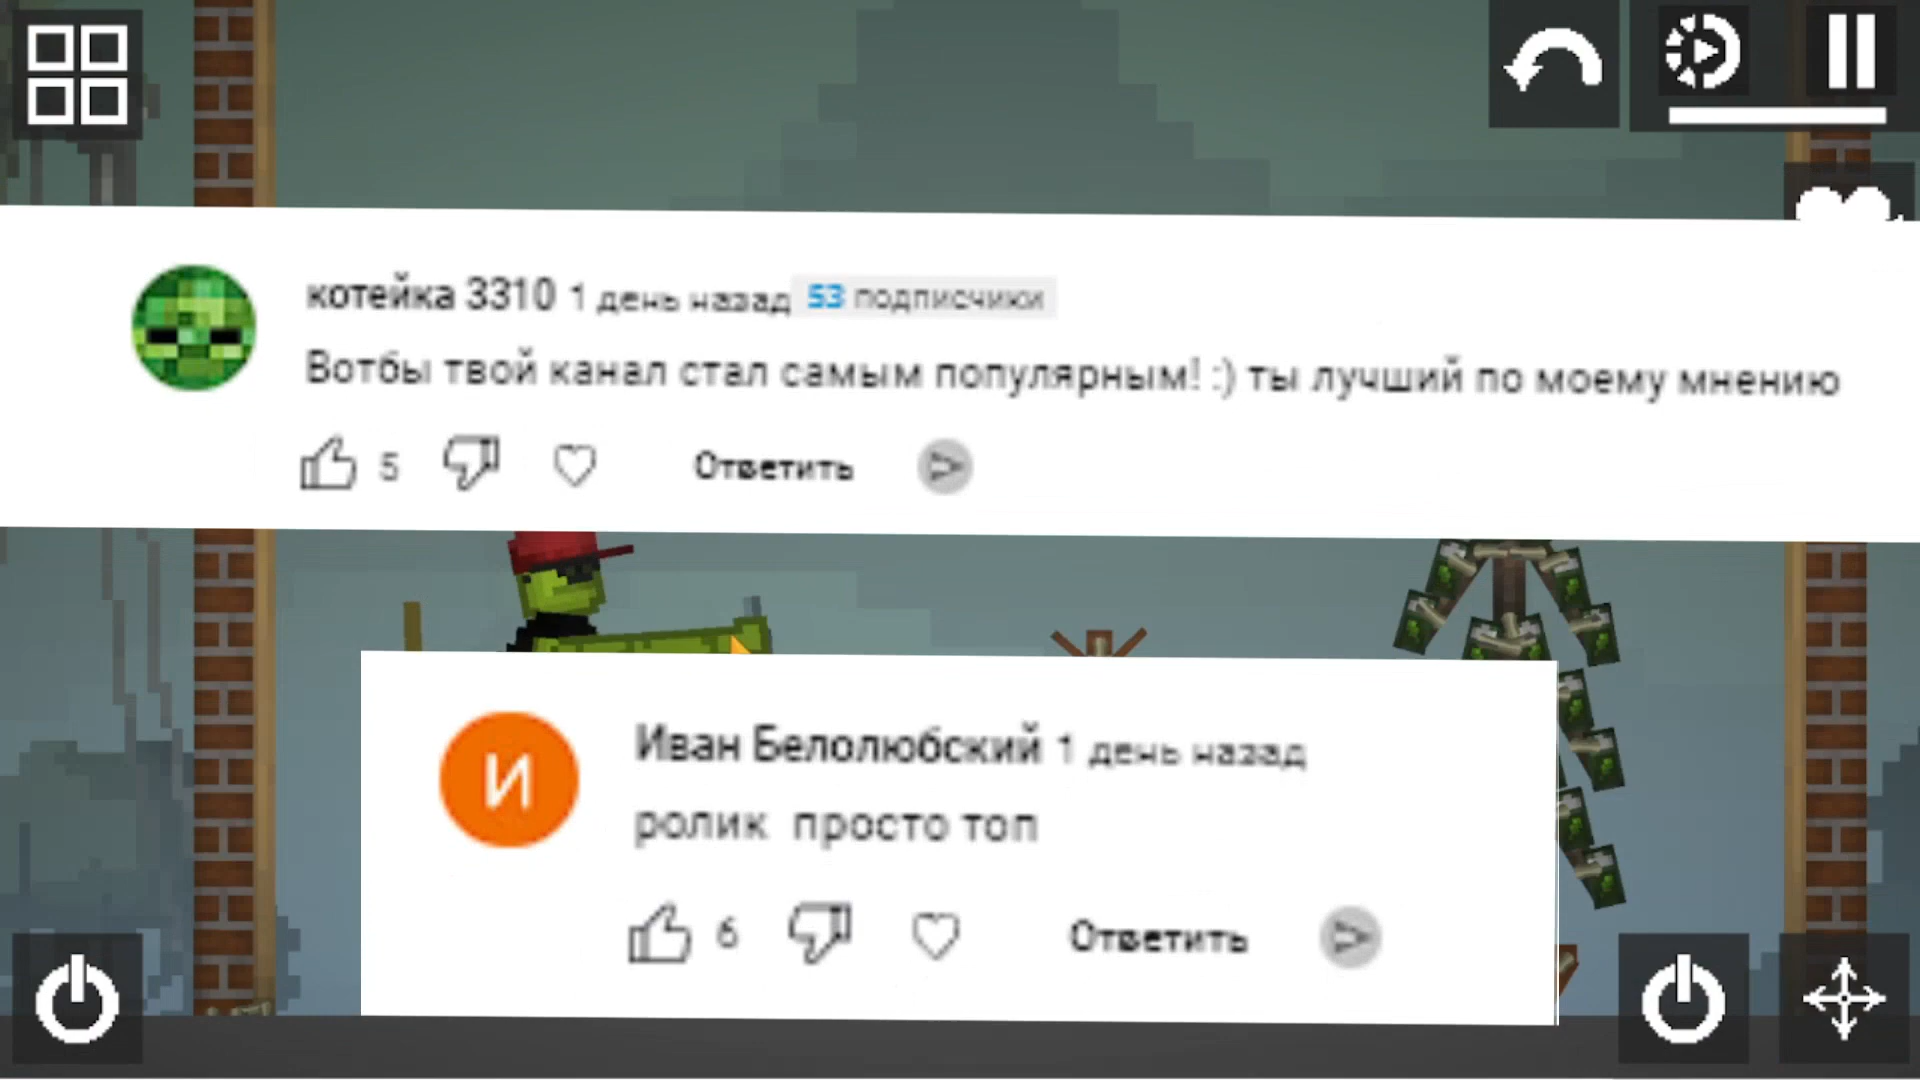 котейка 3310 1 день назад 53 подписчики
Вотбы твой канал стал самым популярным! :) ты лучший по моему мнению
5 Ответить
И
Иван Белолюбский 1 день назад
ролик просто топ
6 Ответить